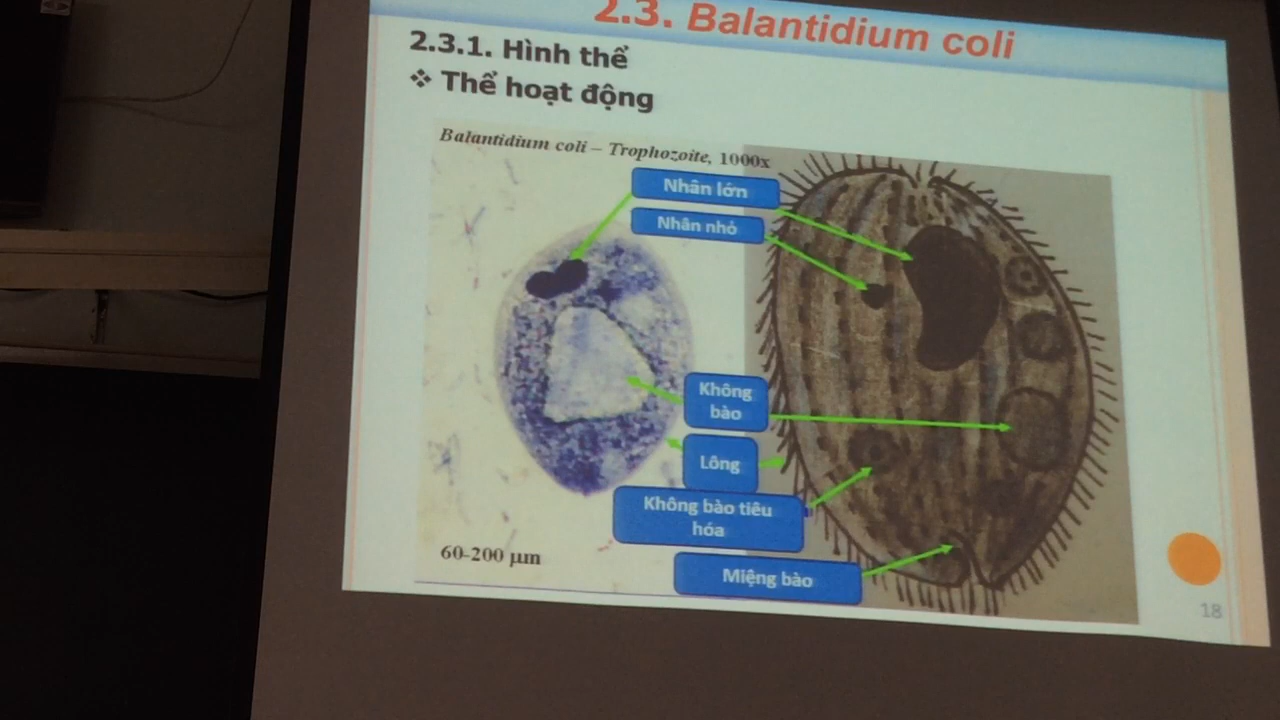 2.3. Balantidium coli
2.3.1. Hình thể
❖ Thể hoạt động
Balantidium coli – Trophozoite, 1000x
Nhân lớn
Nhân nhỏ
Không
bào
Lông
Không bào tiêu
hóa
Miệng bào
60-200 µm
18